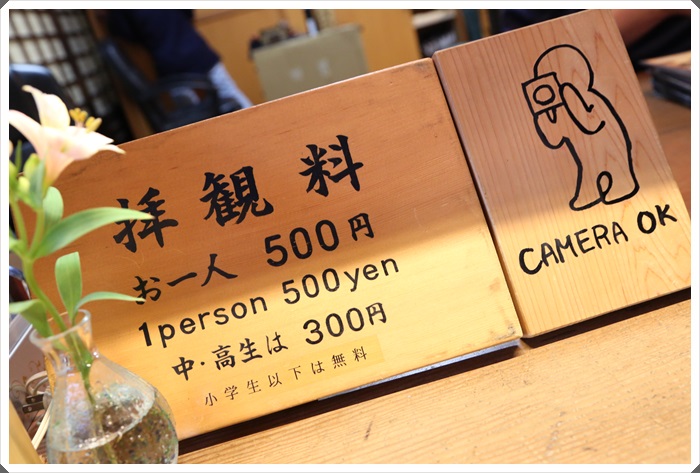 拝観料
お一人 500円
1person 500yen
中・高生は 300円
小学生以下は無料
CAMERA OK